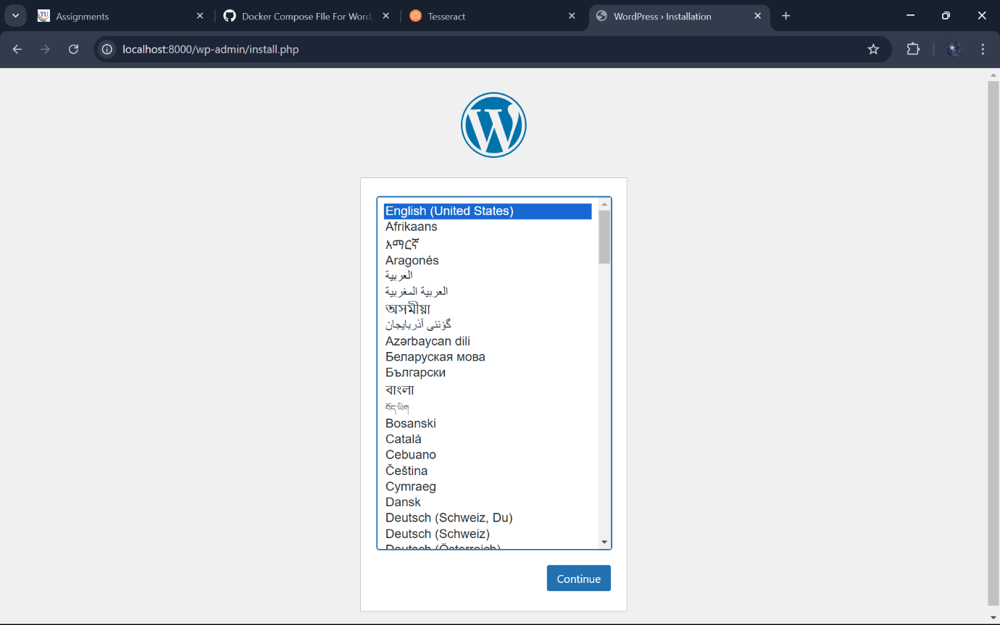 Assignments
Docker Compose FIle For Word
Tesseract
WordPress › Installation
localhost:8000/wp-admin/install.php
English (United States)
Afrikaans
አማርኛ
Aragonés
العربية
العربية المغربية
অসমীয়া
گؤنئی آذربایجان
Azərbaycan dili
Беларуская мова
Български
বাংলা
བོད་ཡིག
Bosanski
Català
Cebuano
Čeština
Cymraeg
Dansk
Deutsch (Schweiz, Du)
Deutsch (Schweiz)
Deutsch (Österreich)
Continue